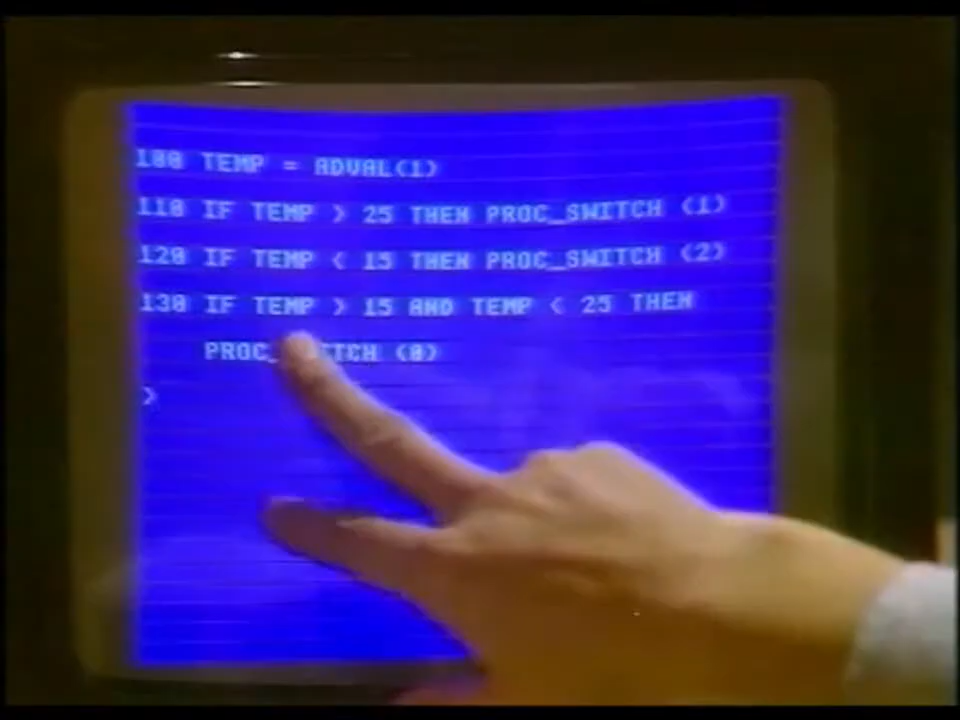 100 TEMP = ADVAL(1)
110 IF TEMP > 25 THEN PROC_SWITCH (1)
120 IF TEMP < 15 THEN PROC_SWITCH (2)
130 IF TEMP > 15 AND TEMP < 25 THEN
PROC_SWITCH (0)
>